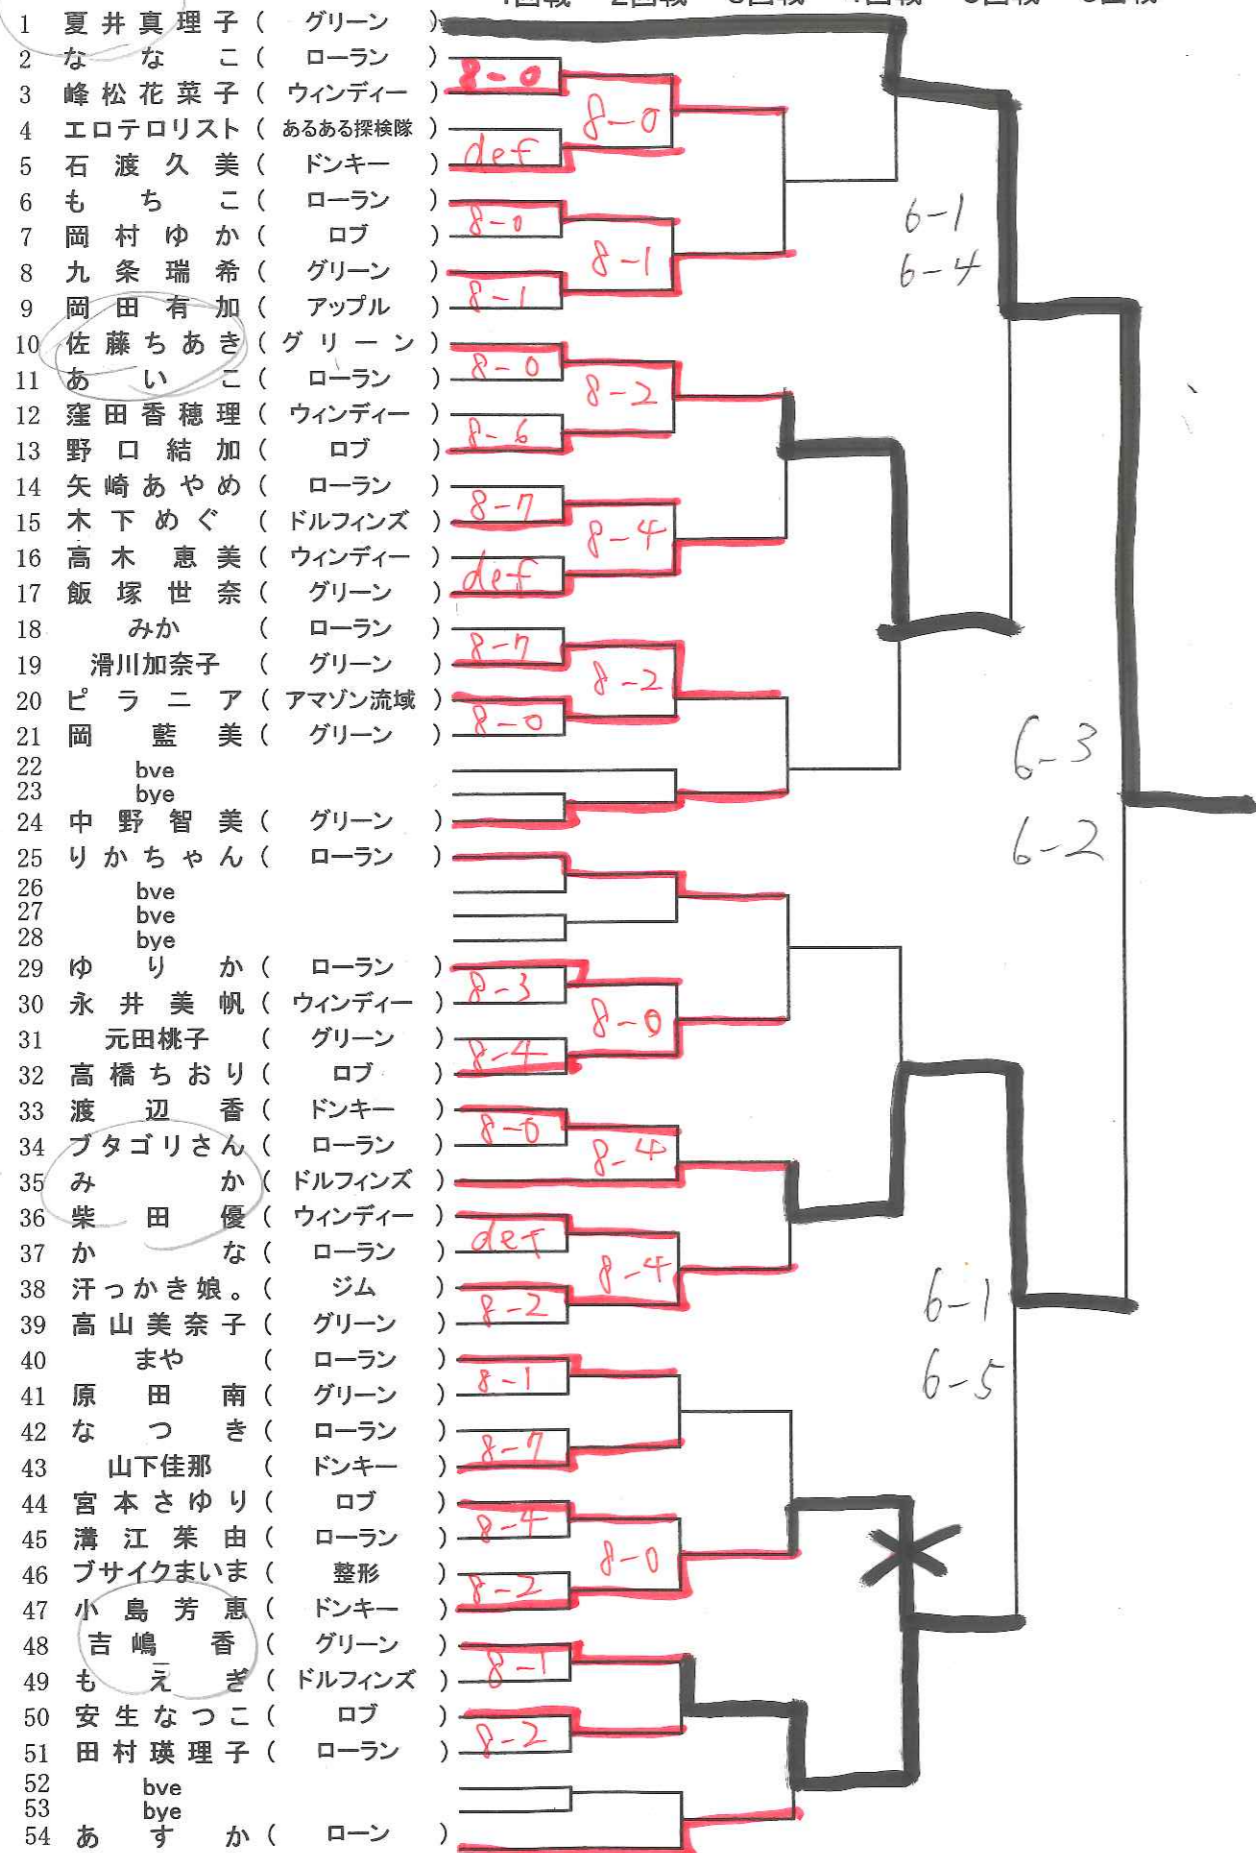 1 夏井真理子 ( グリーン )
2 ななこ ( ローラン )
3 峰松花菜子 ( ウィンディー )
4 エロテロリスト ( あるある探検隊 )
5 石渡久美 ( ドンキー )
6 もちこ ( ローラン )
7 岡村ゆか ( ロブ )
8 九条瑞希 ( グリーン )
9 岡田有加 ( アップル )
10 佐藤ちあき ( グリーン )
11 あいこ ( ローラン )
12 窪田香穂理 ( ウィンディー )
13 野口結加 ( ロブ )
14 矢崎あやめ ( ローラン )
15 木下めぐ ( ドルフィンズ )
16 高木恵美 ( ウィンディー )
17 飯塚世奈 ( グリーン )
18 みか ( ローラン )
19 滑川加奈子 ( グリーン )
20 ピラニア ( アマゾン流域 )
21 岡藍美 ( グリーン )
22 bye
23 bye
24 中野智美 ( グリーン )
25 りかちゃん ( ローラン )
26 bye
27 bye
28 bye
29 ゆりか ( ローラン )
30 永井美帆 ( ウィンディー )
31 元田桃子 ( グリーン )
32 高橋ちおり ( ロブ )
33 渡辺香 ( ドンキー )
34 ブタゴリさん ( ローラン )
35 みか ( ドルフィンズ )
36 柴田優 ( ウィンディー )
37 かな ( ローラン )
38 汗っかき娘。 ( ジム )
39 高山美奈子 ( グリーン )
40 まや ( ローラン )
41 原田南 ( グリーン )
42 なつき ( ローラン )
43 山下佳那 ( ドンキー )
44 宮本さゆり ( ロブ )
45 溝江茱由 ( ローラン )
46 ブサイクまいま ( 整形 )
47 小島芳恵 ( ドンキー )
48 吉嶋香 ( グリーン )
49 もえぎ ( ドルフィンズ )
50 安生なつこ ( ロブ )
51 田村瑛理子 ( ローラン )
52 bye
53 bye
54 あすか ( ローン )
8-0
def
8-0
8-1
8-0
8-6
8-7
def
8-7
8-0
8-3
8-4
8-0
def
8-2
8-1
8-7
8-4
8-2
8-1
8-2
8-0
8-1
8-2
8-4
8-2
8-0
8-4
8-4
8-0
6-1
6-4
6-3
6-2
6-1
6-5